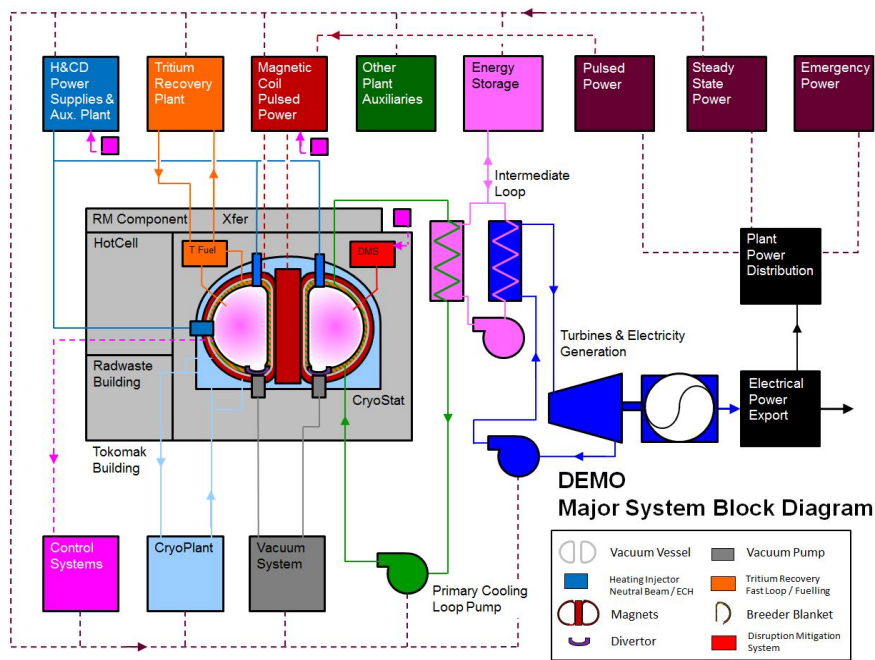 H&CD
Power
Supplies &
Aux. Plant
Tritium
Recovery
Plant
Magnetic
Coil
Pulsed
Power
Other
Plant
Auxiliaries
Energy
Storage
Pulsed
Power
Steady
State
Power
Emergency
Power
Intermediate
Loop
RM Component
Xfer
HotCell
T Fuel
DMS
Plant
Power
Distribution
Turbines & Electricity
Generation
Radwaste
Building
CryoStat
Electrical
Power
Export
Tokomak
Building
DEMO
Major System Block Diagram
Control
Systems
CryoPlant
Vacuum
System
Primary Cooling
Loop Pump
Vacuum Vessel
Vacuum Pump
Heating Injector
Neutral Beam / ECH
Tritium Recovery
Fast Loop / Fuelling
Magnets
Breeder Blanket
Divertor
Disruption Mitigation
System